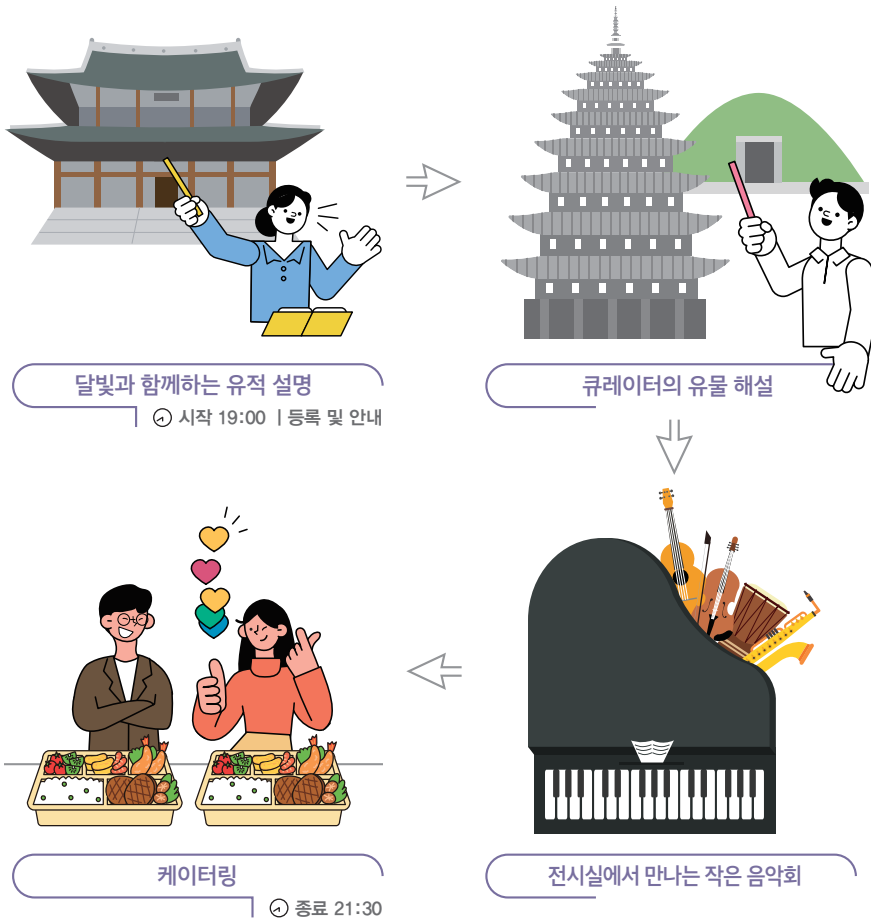 달빛과 함께하는 유적 설명
시작 19:00 | 등록 및 안내
큐레이터의 유물 해설
전시실에서 만나는 작은 음악회
케이터링
종료 21:30